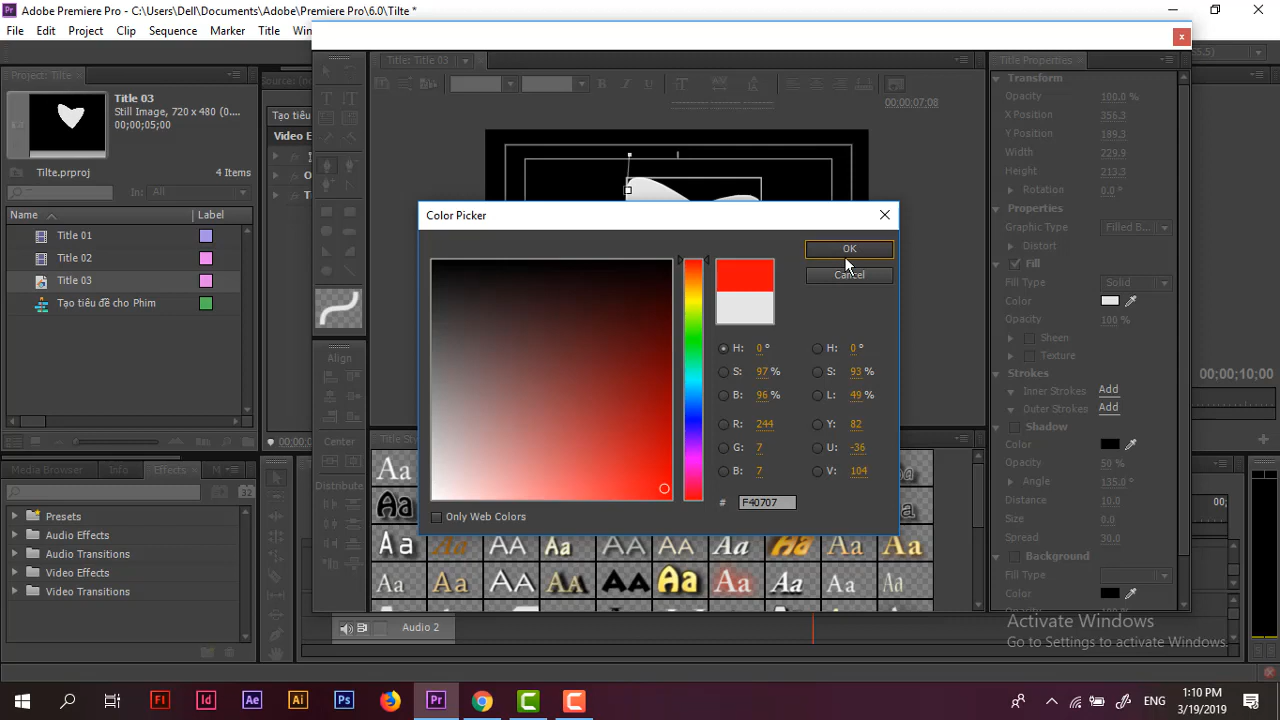 Adobe Premiere Pro - C:\Users\Dell\Documents\Adobe\Premiere Pro\6.0\Tilte *
File Edit Project Clip Sequence Marker Title
Project: Tilte
Title 03
Still Image, 720 x 480 (0....
00;00;05;00
Tilte.prproj
4 Items
In: All
Name
Label
Title 01
Title 02
Title 03
Tạo tiêu đề cho Phim
Media Browser
Info
Effects
32
Presets
Audio Effects
Audio Transitions
Video Effects
Video Transitions
Tạo tiêu
Title: Title 03
00;00;07;08
Align
Center
Distribute
Color Picker
OK
Cancel
H: 0 °
S: 97 %
B: 96 %
R: 244
G: 7
B: 7
H: 0 °
S: 93 %
L: 49 %
Y: 82
U: -36
V: 104
# F40707
Only Web Colors
Title Properties
Transform
Opacity 100.0 %
X Position 356.3
Y Position 189.3
Width 229.9
Height 213.3
Rotation 0.0 °
Properties
Graphic Type
Distort
Fill
Fill Type Solid
Color
Opacity 100 %
Sheen
Texture
Strokes
Inner Strokes Add
Outer Strokes Add
Shadow
Color
Opacity 50 %
Angle 135.0 °
Distance 10.0
Size 0.0
Spread 30.0
Background
Fill Type
Color
00;00;10;00
Audio 2
Activate Windows
Go to Settings to activate Windows.
Fl Id Ae Ai Ps Pr
ENG
1:10 PM
3/19/2019